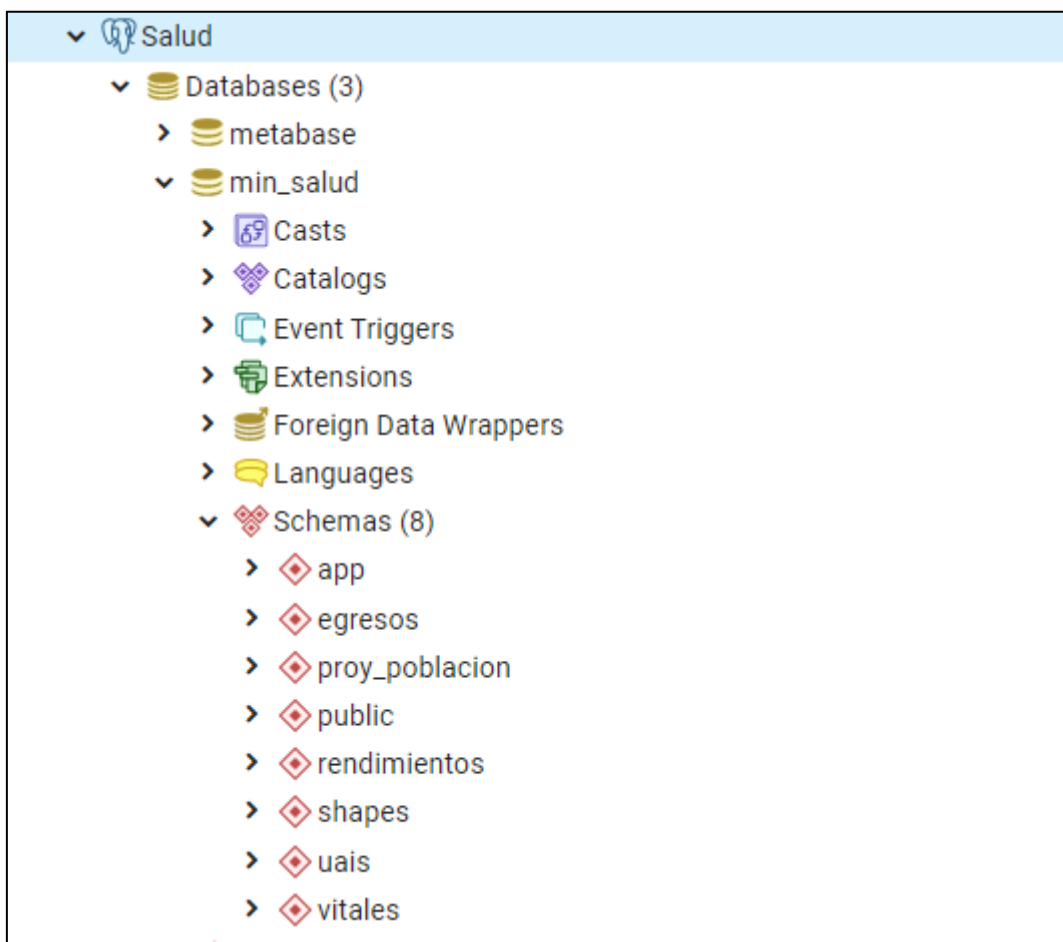 Salud
Databases (3)
metabase
min_salud
Casts
Catalogs
Event Triggers
Extensions
Foreign Data Wrappers
Languages
Schemas (8)
app
egresos
proy_poblacion
public
rendimientos
shapes
uais
vitales